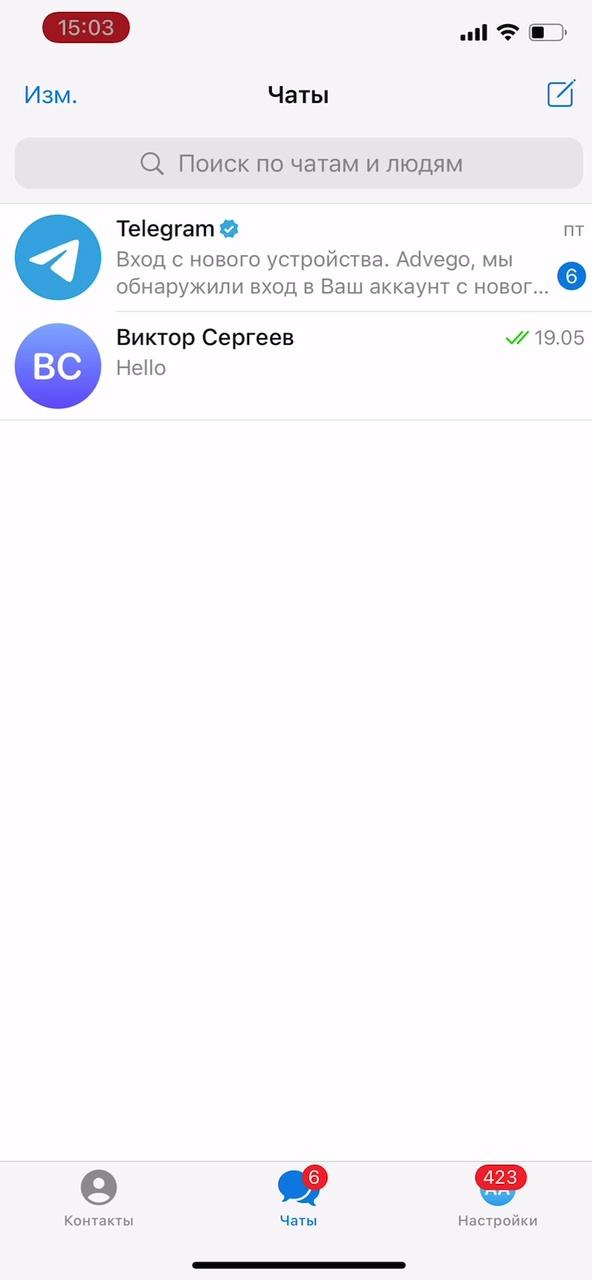 15:03
Изм.
Чаты
Поиск по чатам и людям
Telegram
пт
Вход с нового устройства. Advego, мы
обнаружили вход в Ваш аккаунт с новог...
6
ВС
Виктор Сергеев
19.05
Hello
6
423
АА
Контакты
Чаты
Настройки